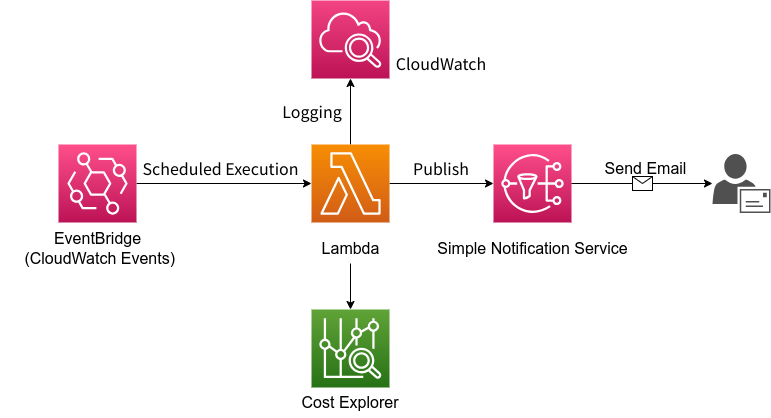 CloudWatch
Logging
Scheduled Execution
Publish
Send Email
EventBridge
(CloudWatch Events)
Lambda
Simple Notification Service
Cost Explorer